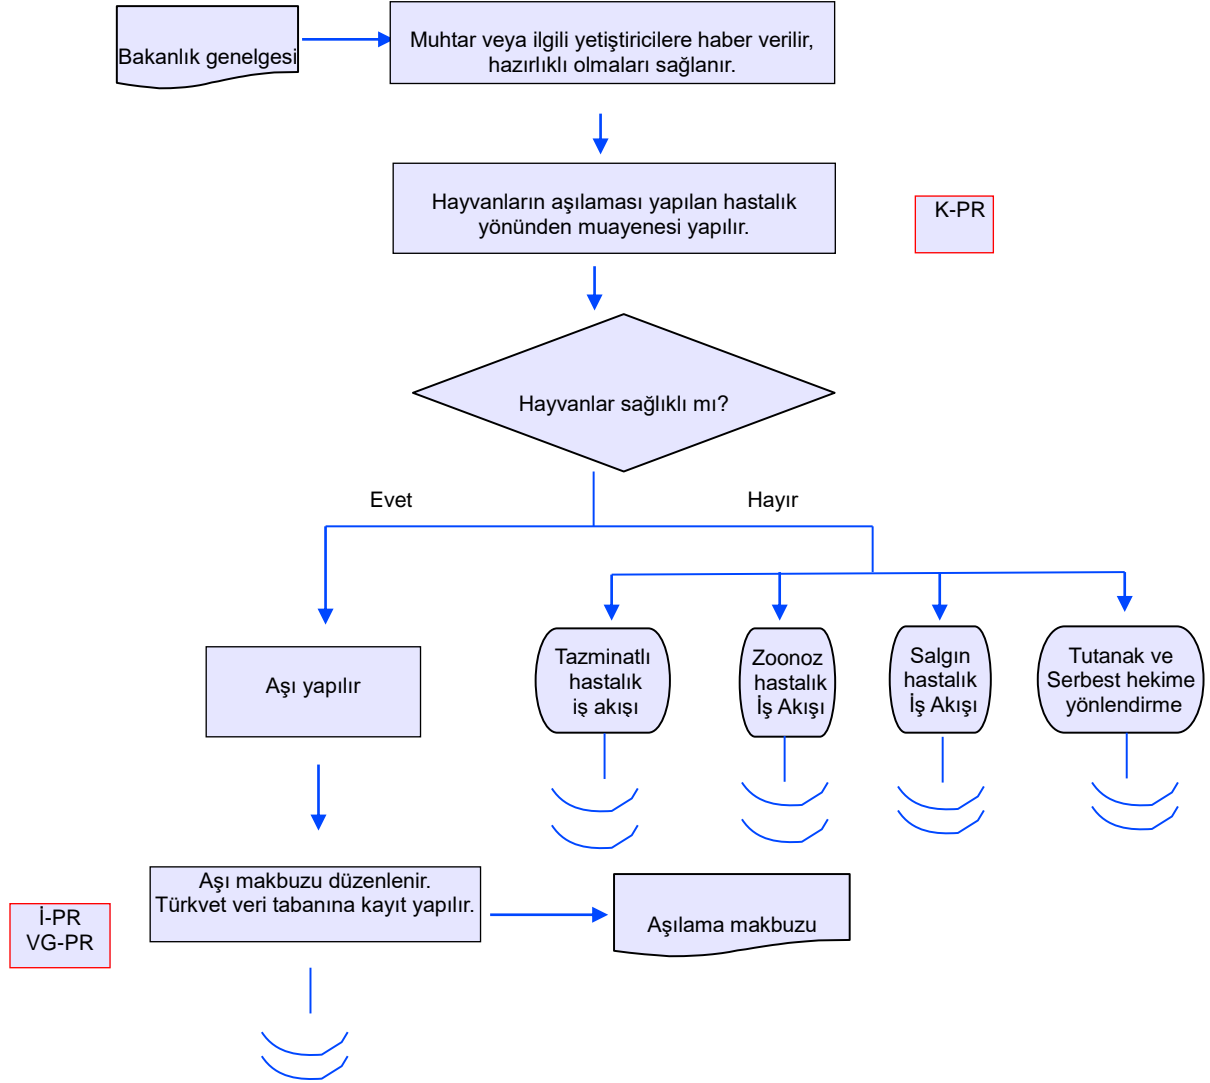 Bakanlık genelgesi
Muhtar veya ilgili yetiştiricilere haber verilir,
hazırlıklı olmaları sağlanır.
Hayvanların aşılaması yapılan hastalık
yönünden muayenesi yapılır.
K-PR
Hayvanlar sağlıklı mı?
Evet
Hayır
Aşı yapılır
Tazminatlı
hastalık
iş akışı
Zoonoz
hastalık
İş Akışı
Salgın
hastalık
İş Akışı
Tutanak ve
Serbest hekime
yönlendirme
Aşı makbuzu düzenlenir.
Türkvet veri tabanına kayıt yapılır.
Aşılama makbuzu
İ-PR
VG-PR